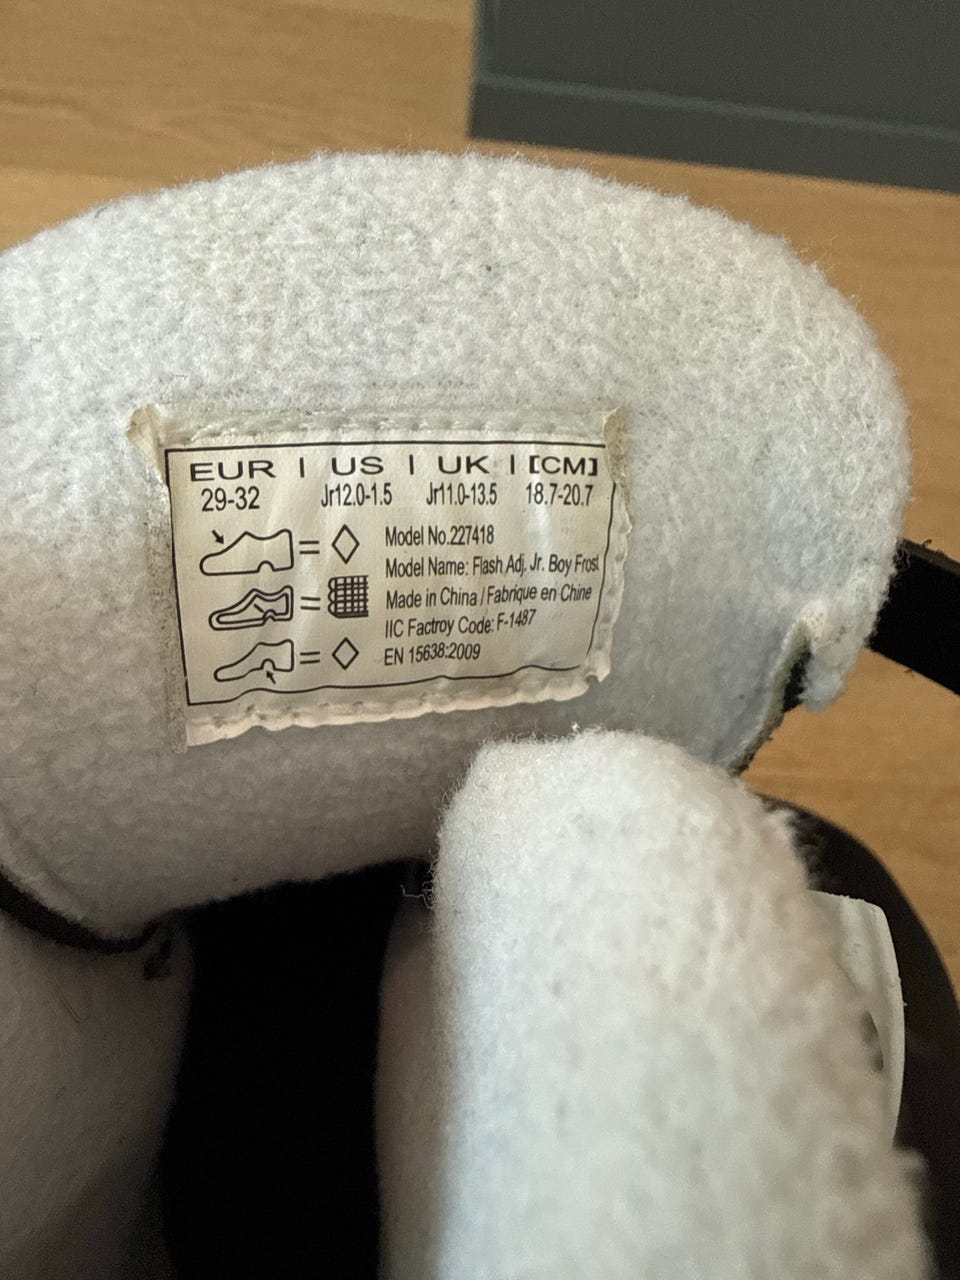 EUR | US | UK | [CM]
29-32 Jr12.0-1.5 Jr11.0-13.5 18.7-20.7
Model No.227418
Model Name: Flash Adj. Jr. Boy Frost
Made in China / Fabrique en Chine
IIC Factroy Code: F-1487
EN 15638:2009